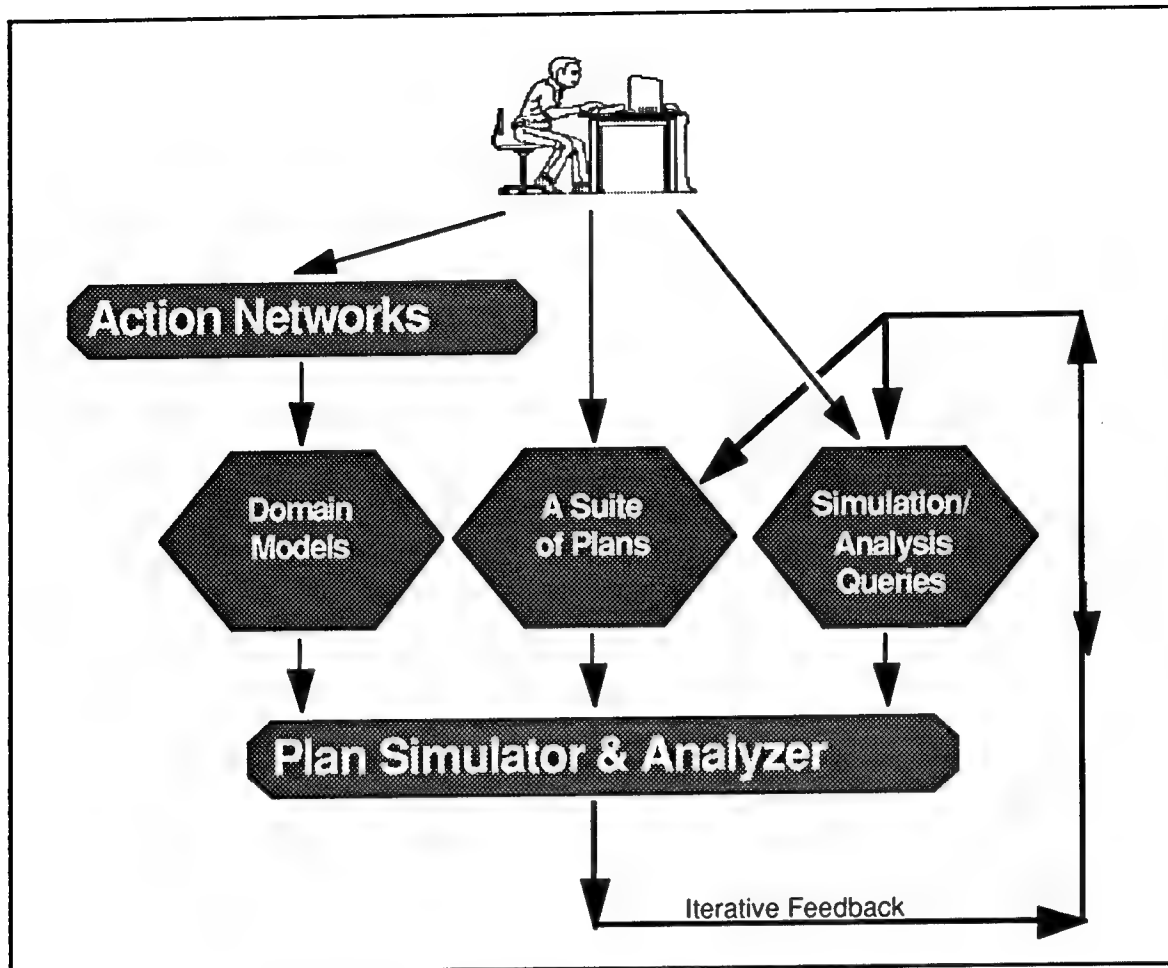 Action Networks
Domain
Models
A Suite
of Plans
Simulation/
Analysis
Queries
Plan Simulator & Analyzer
Iterative Feedback